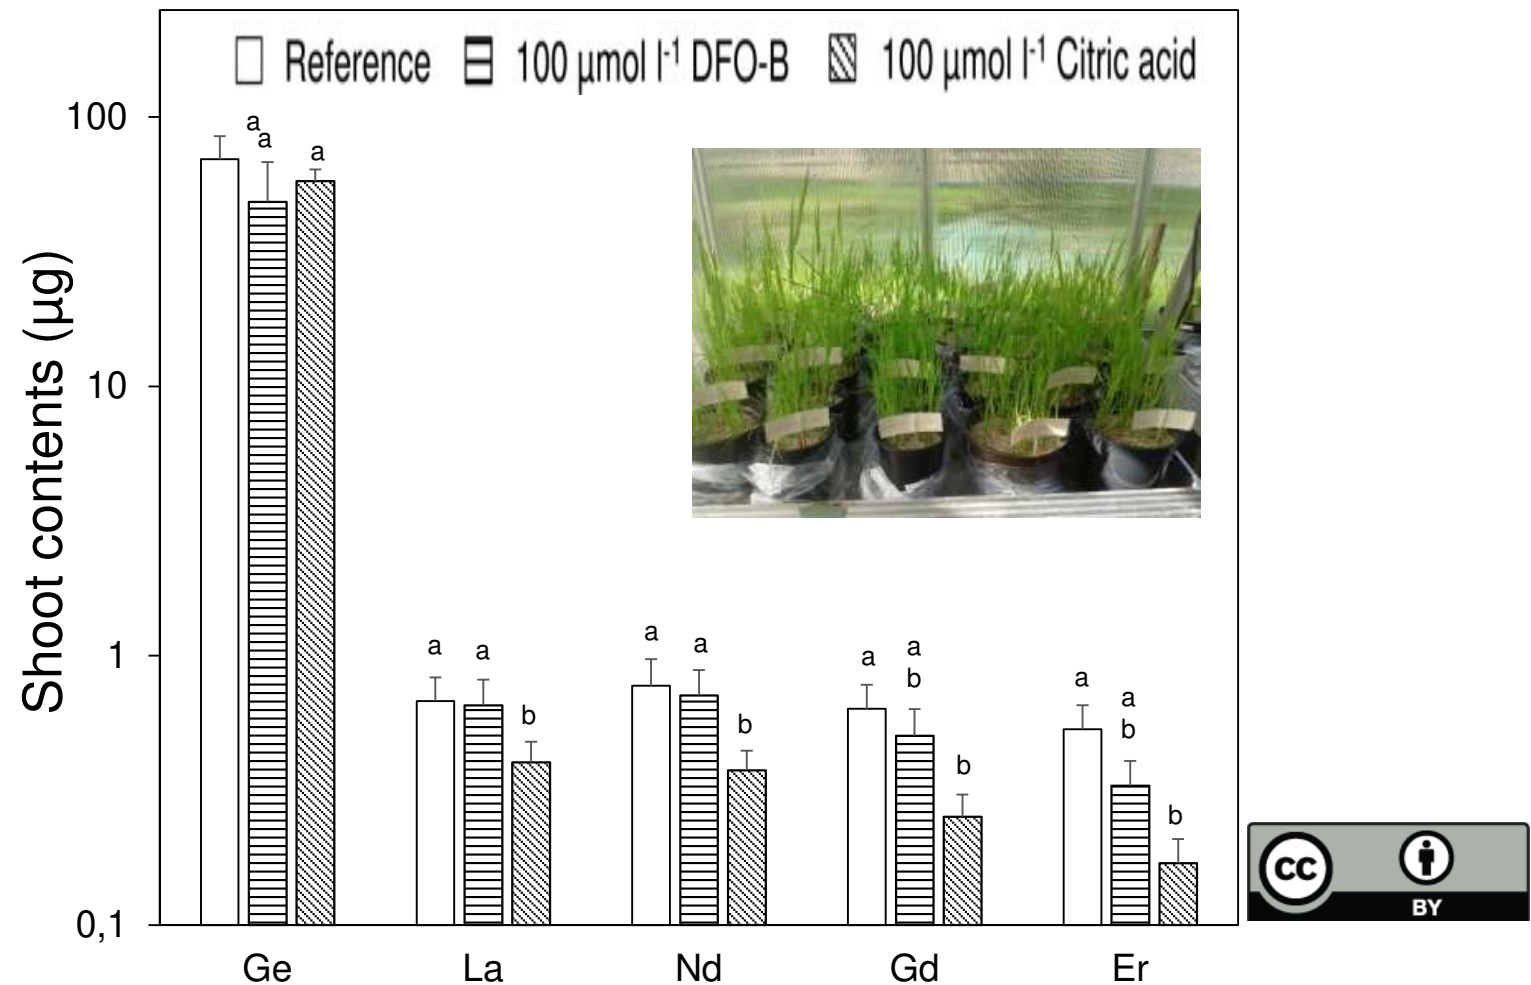 Reference 100 µmol l-1 DFO-B 100 µmol l-1 Citric acid
Shoot contents (µg)
100
10
1
0,1
a
a
a
a
a
b
a
a
b
a
a
b
b
a
a
b
b
Ge La Nd Gd Er
CC
BY